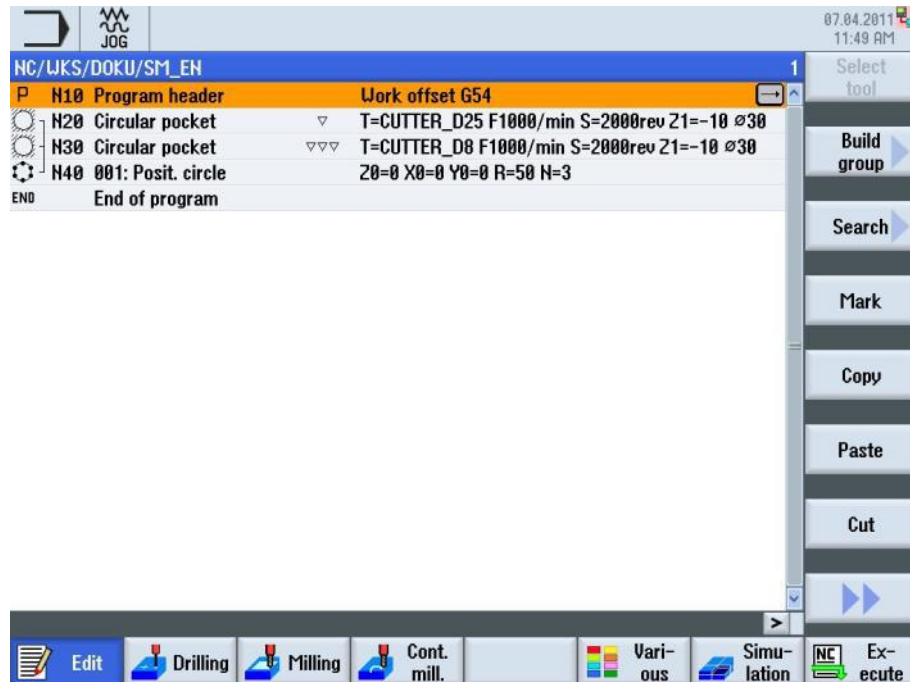 07.04.2011
11:49 AM
JOG
NC/WKS/DOKU/SM_EN 1
Select
tool
P N10 Program header Work offset G54
N20 Circular pocket ▽ T=CUTTER_D25 F1000/min S=2000rev Z1=-10 ⌀30
N30 Circular pocket ▽▽▽ T=CUTTER_D8 F1000/min S=2000rev Z1=-10 ⌀30
N40 001: Posit. circle Z0=0 X0=0 Y0=0 R=50 N=3
END End of program
Build
group
Search
Mark
Copy
Paste
Cut
>
Edit
Drilling
Milling
Cont.
mill.
Vari-
ous
Simu-
lation
NC
Ex-
ecute